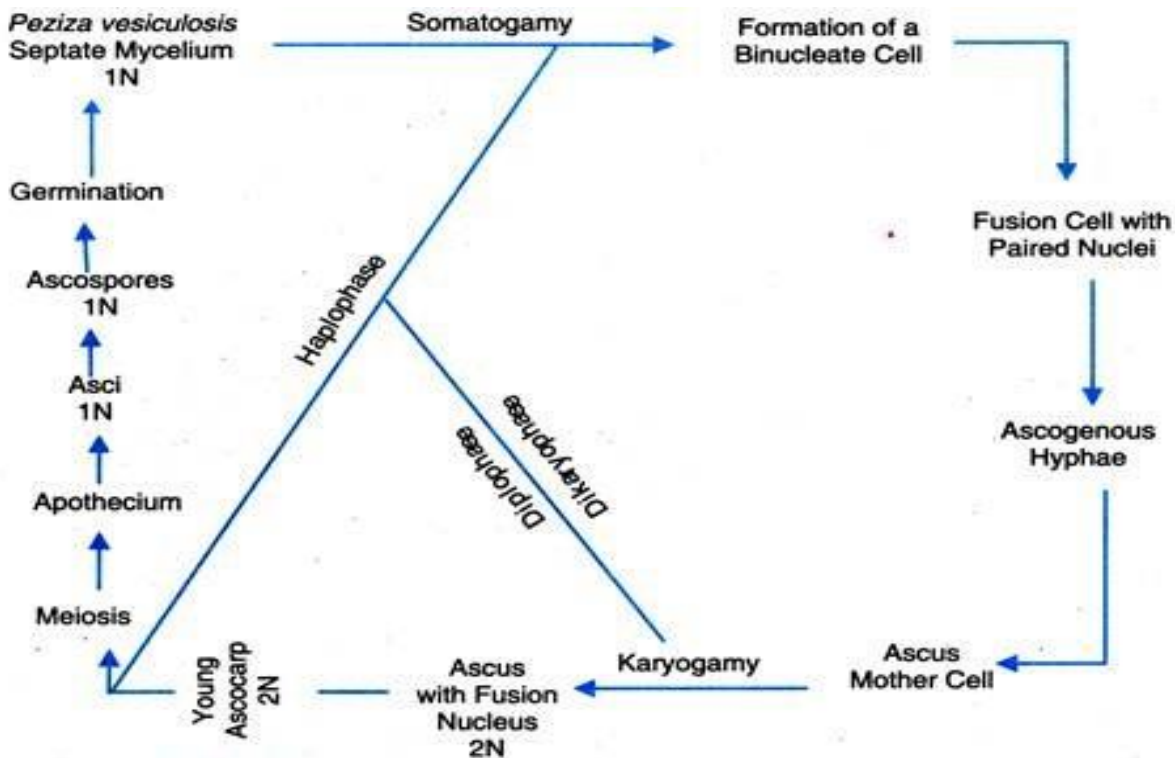 Peziza vesiculosis
Septate Mycelium
1N
Somatogamy
Formation of a
Binucleate Cell
Fusion Cell with
Paired Nuclei
Ascogenous
Hyphae
Ascus
Mother Cell
Karyogamy
Ascus
with Fusion
Nucleus
2N
Young
Ascocarp
2N
Meiosis
Apothecium
Asci
1N
Ascospores
1N
Germination
Haplophase
Diplophase
Dikaryophase